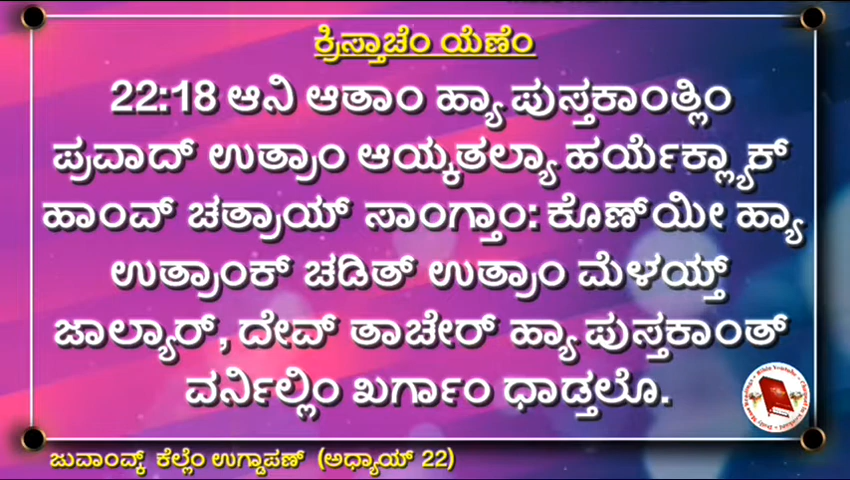 ಕ್ರಿಸ್ತಾಚೆಂ ಯೆಣೆಂ
22:18 ಆನಿ ಆತಾಂ ಹ್ಯಾ ಪುಸ್ತಕಾಂತ್ಲಿಂ
ಪ್ರವಾದ್ ಉತ್ರಾಂ ಆಯ್ಕತಲ್ಯಾ ಹರ್ಯೆಕ್ಲ್ಯಾಕ್
ಹಾಂವ್ ಚತ್ರಾಯ್ ಸಾಂಗ್ತಾಂ: ಕೊಣ್‌ಯೀ ಹ್ಯಾ
ಉತ್ರಾಂಕ್ ಚಡಿತ್ ಉತ್ರಾಂ ಮೆಳಯ್ತ್
ಜಾಲ್ಯಾರ್, ದೇವ್ ತಾಚೇರ್ ಹ್ಯಾ ಪುಸ್ತಕಾಂತ್
ವರ್ನಿಲ್ಲಿಂ ಖರ್ಗಾಂ ಧಾಡ್ತಲೊ.
ಜುವಾಂವ್ಕ್ ಕೆಲ್ಲೆಂ ಉಗ್ಡಾಪಣ್ (ಅಧ್ಯಾಯ್ 22)